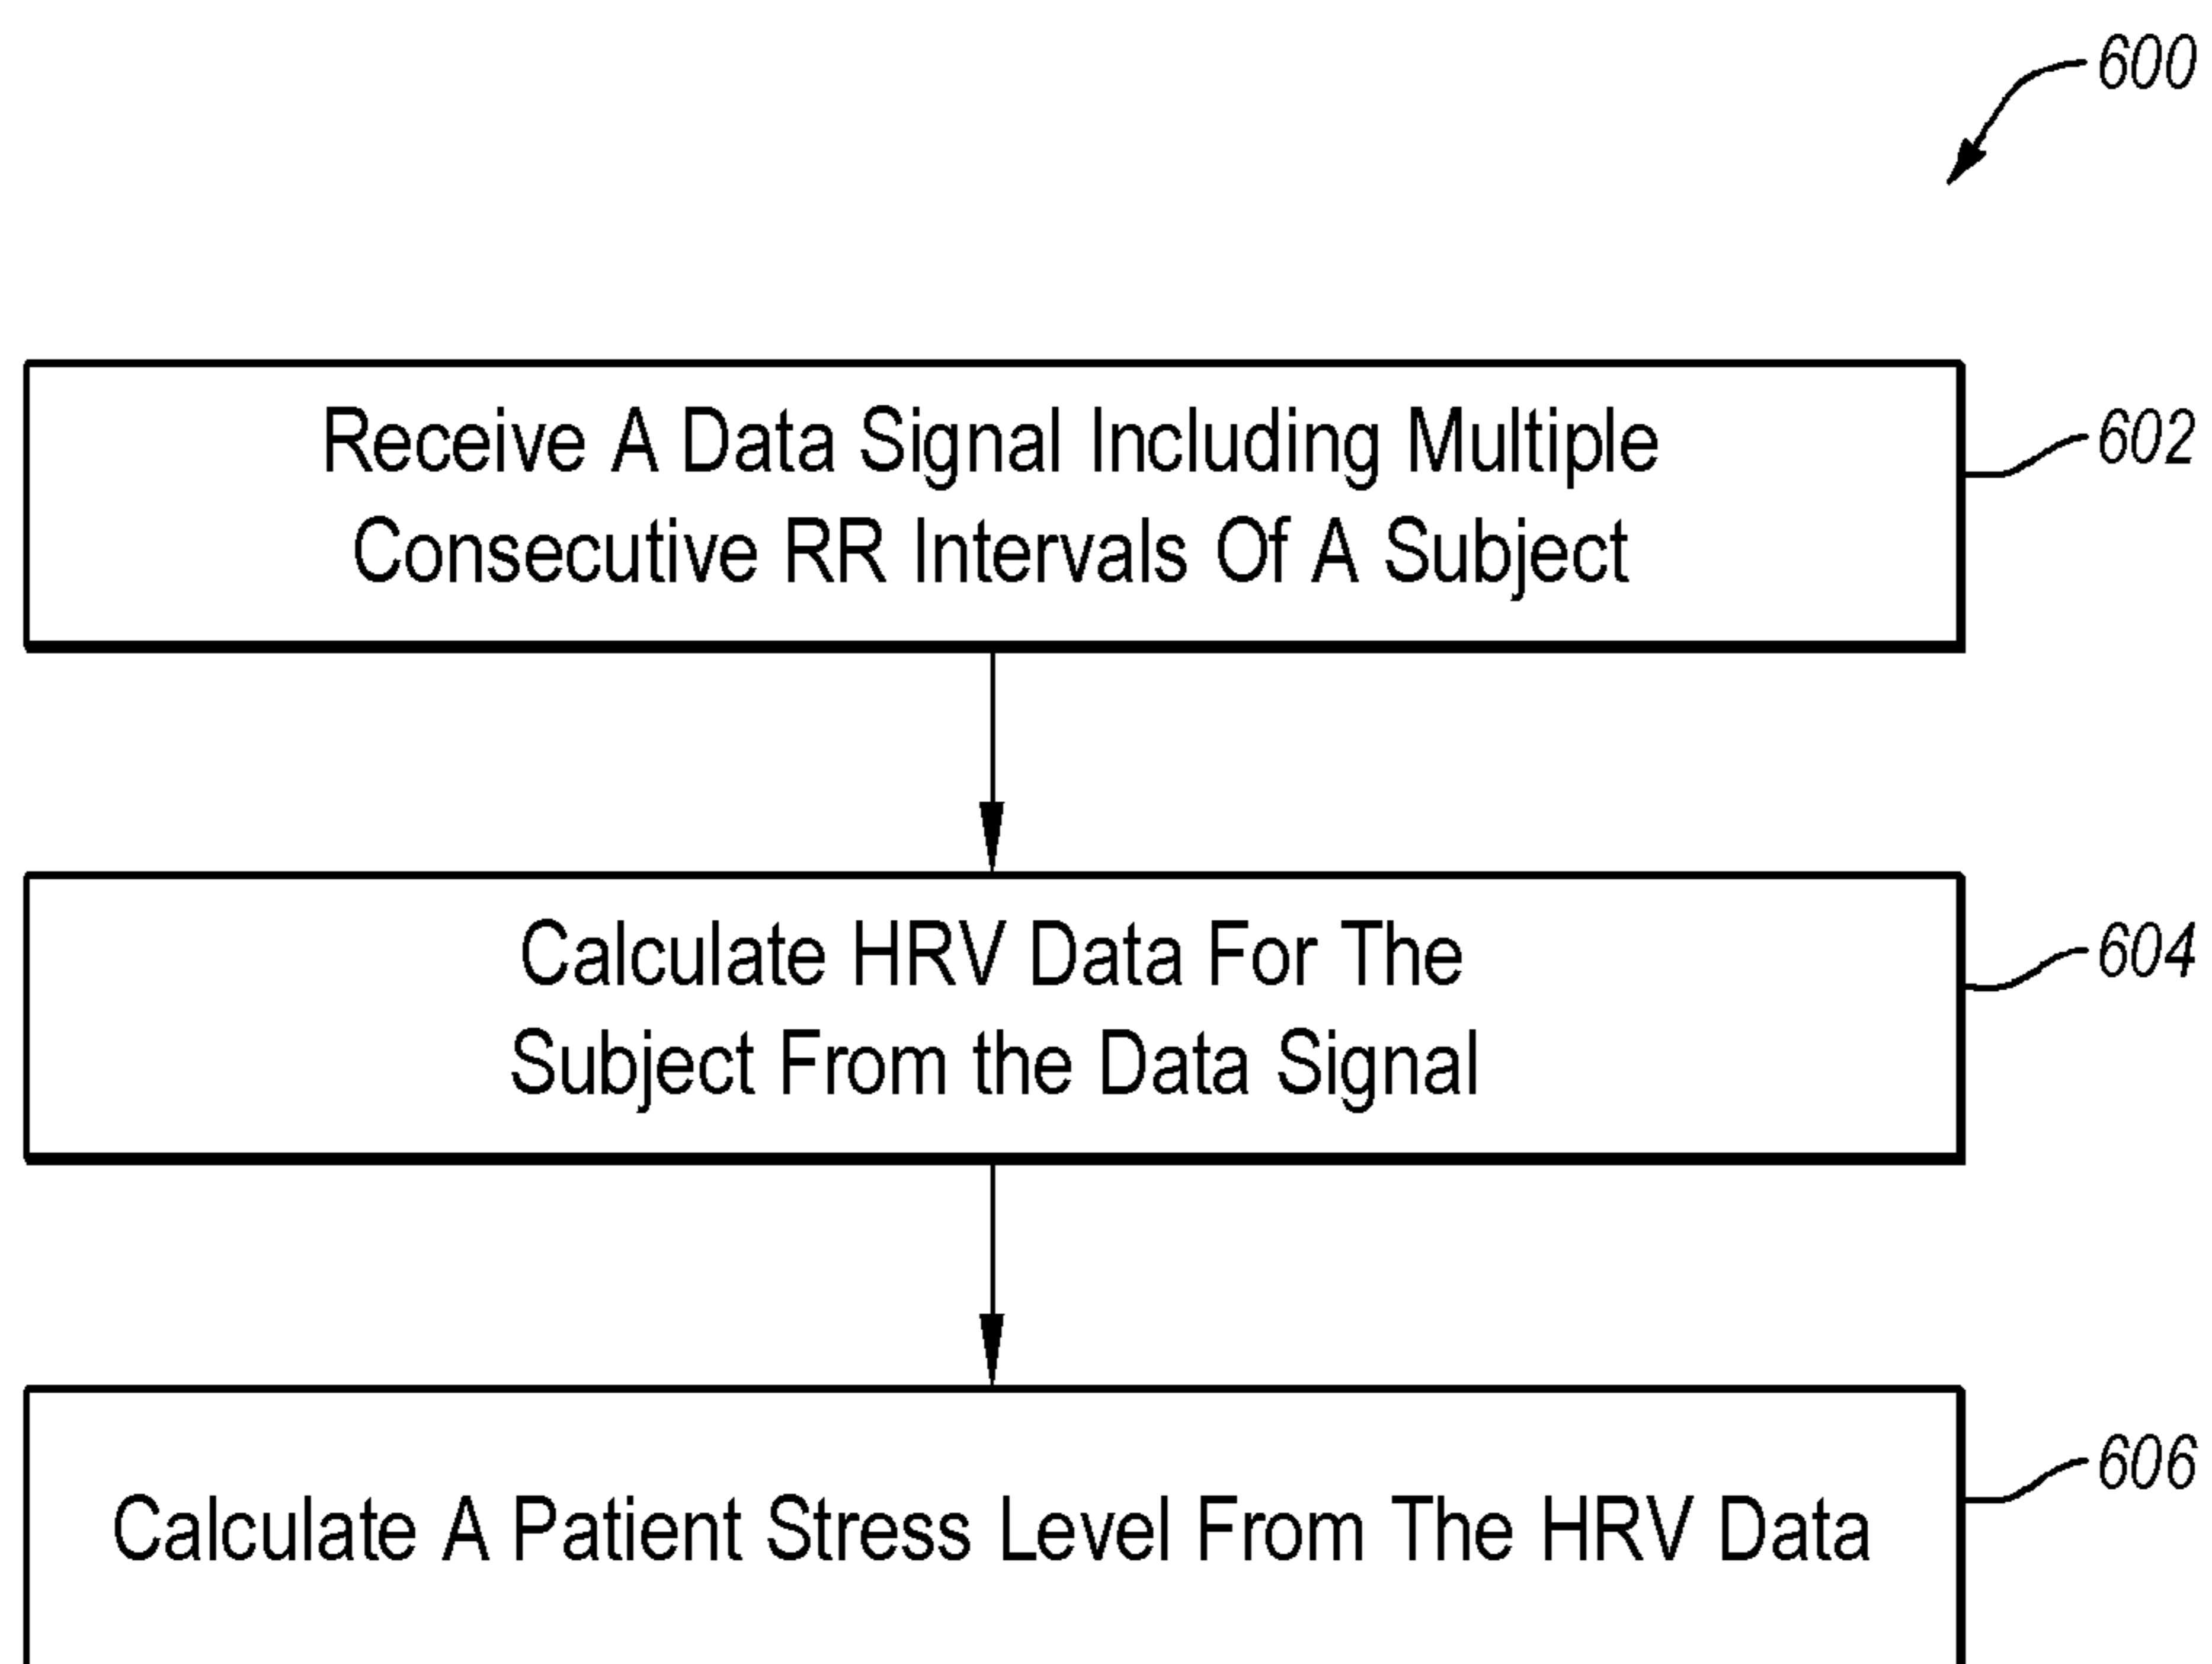 600
Receive A Data Signal Including Multiple
Consecutive RR Intervals Of A Subject
602
Calculate HRV Data For The
Subject From the Data Signal
604
Calculate A Patient Stress Level From The HRV Data
606